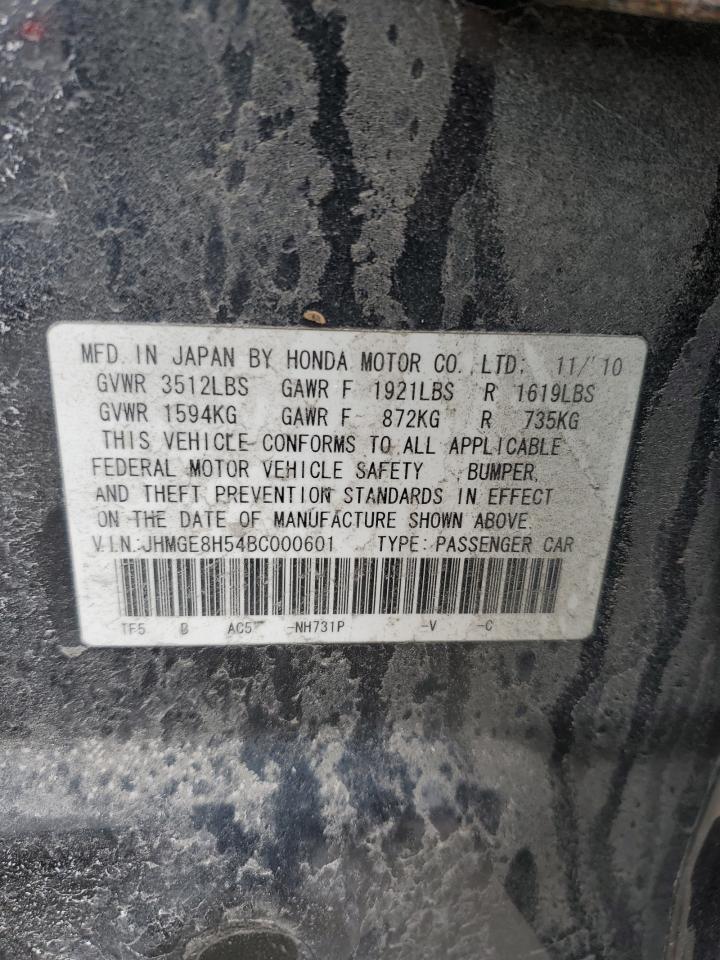 MFD. IN JAPAN BY HONDA MOTOR CO., LTD. 11/'10
GVWR 3512LBS GAWR F 1921LBS R 1619LBS
GVWR 1594KG GAWR F 872KG R 735KG
THIS VEHICLE CONFORMS TO ALL APPLICABLE
FEDERAL MOTOR VEHICLE SAFETY , BUMPER,
AND THEFT PREVENTION STANDARDS IN EFFECT
ON THE DATE OF MANUFACTURE SHOWN ABOVE.
V.I.N.:JHMGE8H54BC000601 TYPE: PASSENGER CAR
TF5 B AC5 -NH731P -V -C